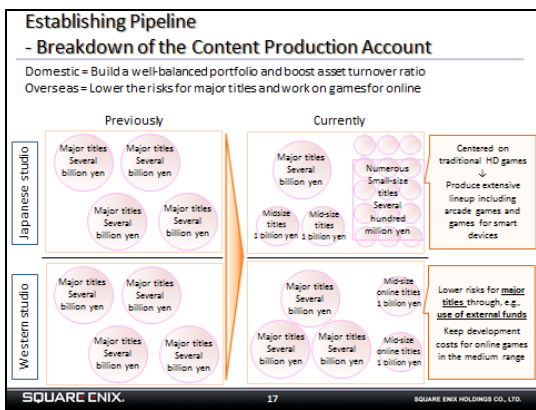 Establishing Pipeline
- Breakdown of the Content Production Account
Domestic = Build a well-balanced portfolio and boost asset turnover ratio
Overseas = Lower the risks for major titles and work on games for online
Previously
Currently
Japanese studio
Major titles
Several
billion yen
Major titles
Several
billion yen
Major titles
Several
billion yen
Major titles
Several
billion yen
Major titles
Several
billion yen
Midsize
titles
1 billion yen
Mid-size
titles
1 billion yen
Numerous
Small-size
titles
Several
hundred
million yen
Centered on
traditional HD games
↓
Produce extensive
lineup including
arcade games and
games for smart
devices
Western studio
Major titles
Several
billion yen
Major titles
Several
billion yen
Major titles
Several
billion yen
Major titles
Several
billion yen
Major titles
Several
billion yen
Major titles
Several
billion yen
Major titles
Several
billion yen
Mid-size
online titles
1 billion yen
Mid-size
online titles
1 billion yen
Lower risks for major
titles through, e.g.,
use of external funds
Keep development
costs for online games
in the medium range
SQUARE ENIX.
17
SQUARE ENIX HOLDINGS CO., LTD.